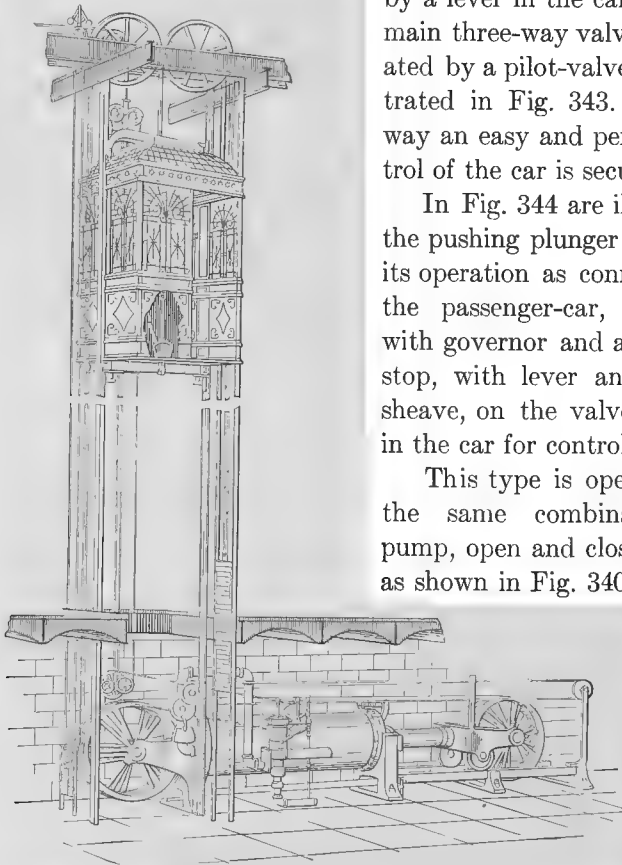 by a lever in the car
main three-way valv
ated by a pilot-valve
trated in Fig. 343.
way an easy and per
trol of the car is secu
In Fig. 344 are il
the pushing plunger
its operation as conn
the passenger-car,
with governor and a
stop, with lever an
sheave, on the valv
in the car for control
This type is ope
the same combina
pump, open and clos
as shown in Fig. 340